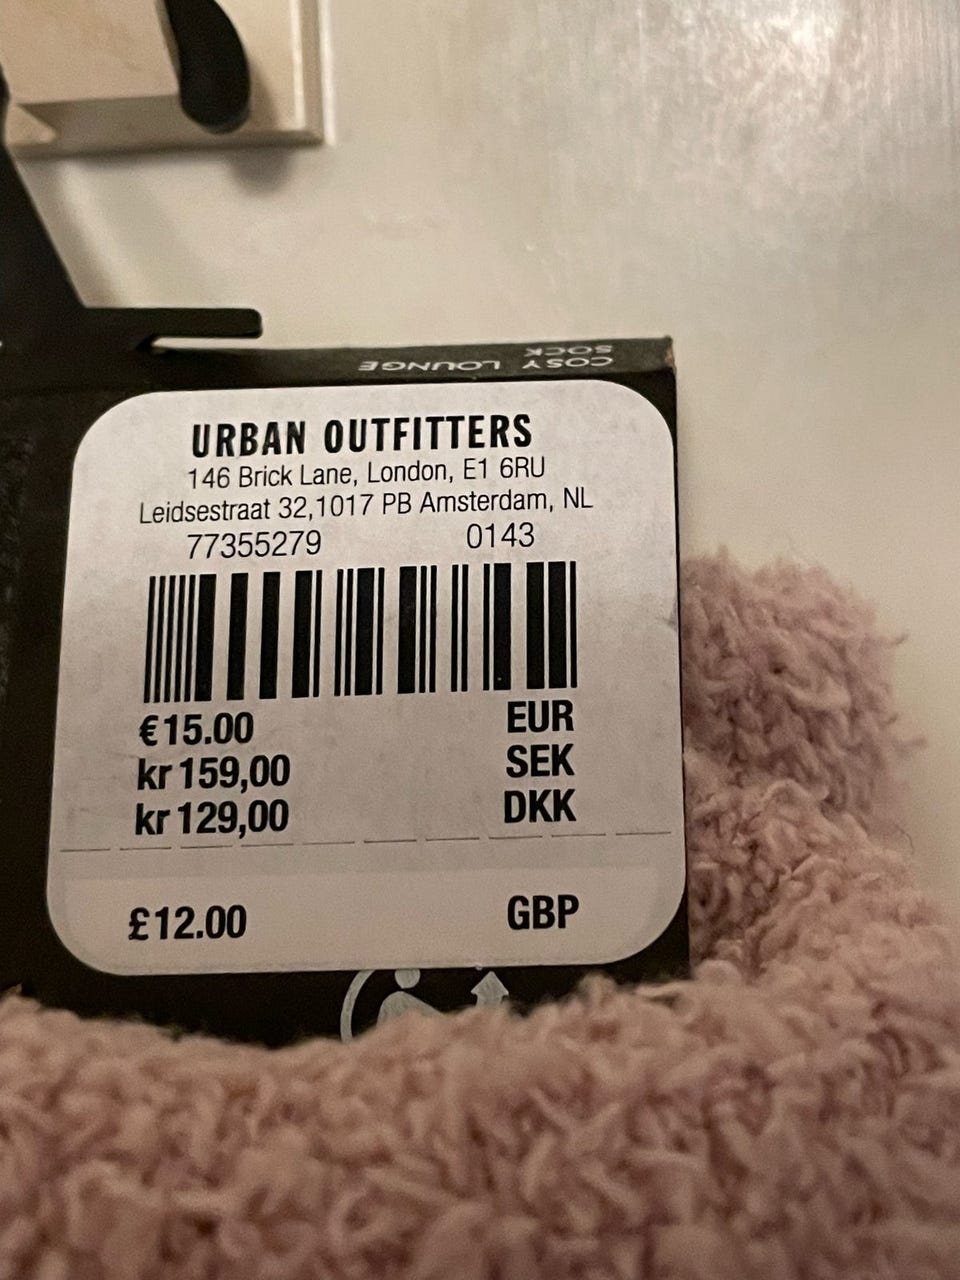 COSY LOUNGE
SOCK
URBAN OUTFITTERS
146 Brick Lane, London, E1 6RU
Leidsestraat 32,1017 PB Amsterdam, NL
77355279 0143
€15.00 EUR
kr 159,00 SEK
kr 129,00 DKK
£12.00 GBP